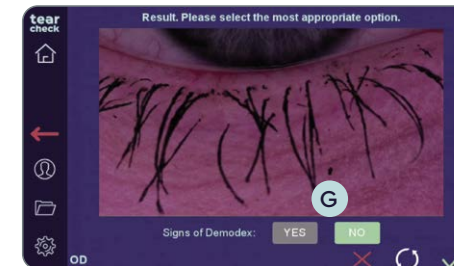 tear
check
Result. Please select the most appropriate option.
G
Signs of Demodex: YES NO
OD